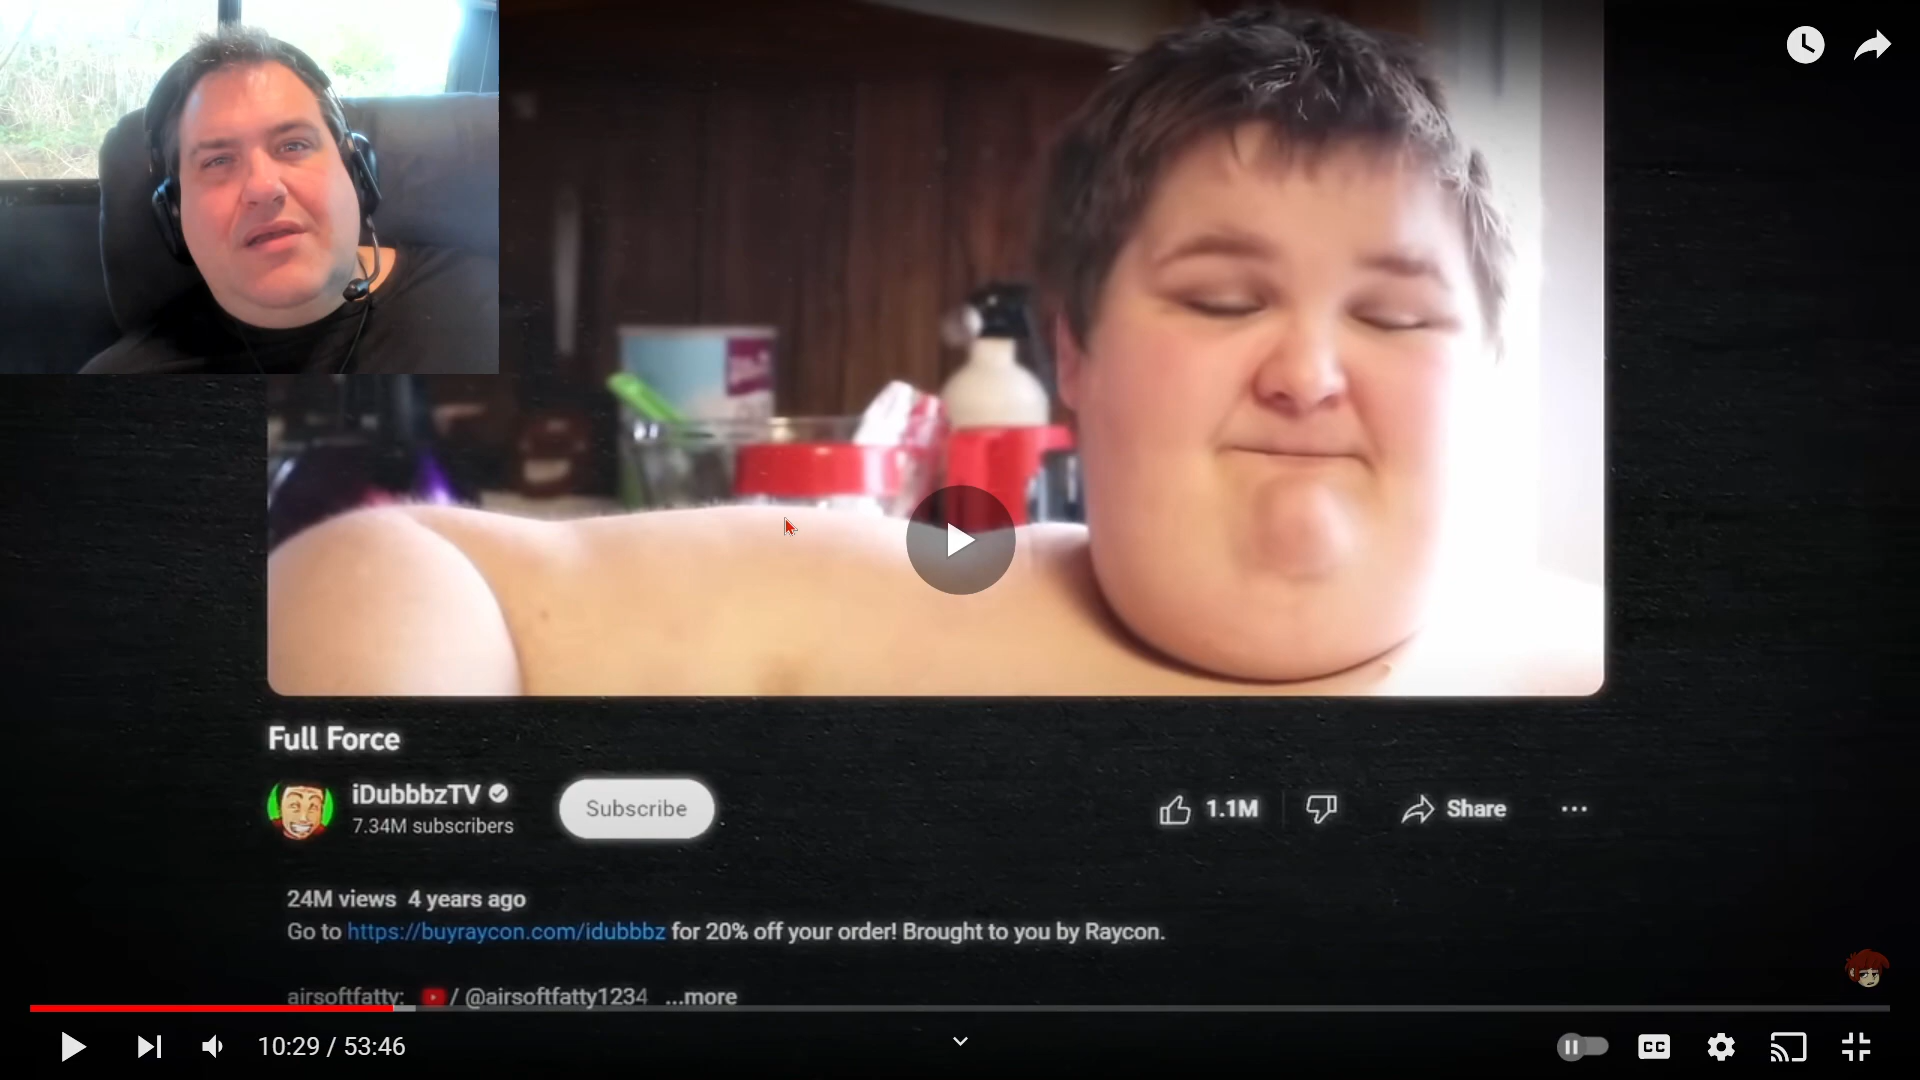 Full Force
iDubbbzTV
7.34M subscribers
Subscribe
1.1M
Share
24M views 4 years ago
Go to https://buyraycon.com/idubbbz for 20% off your order! Brought to you by Raycon.
airsoftfatty: / @airsoftfatty1234 ...more
10:29 / 53:46
CC